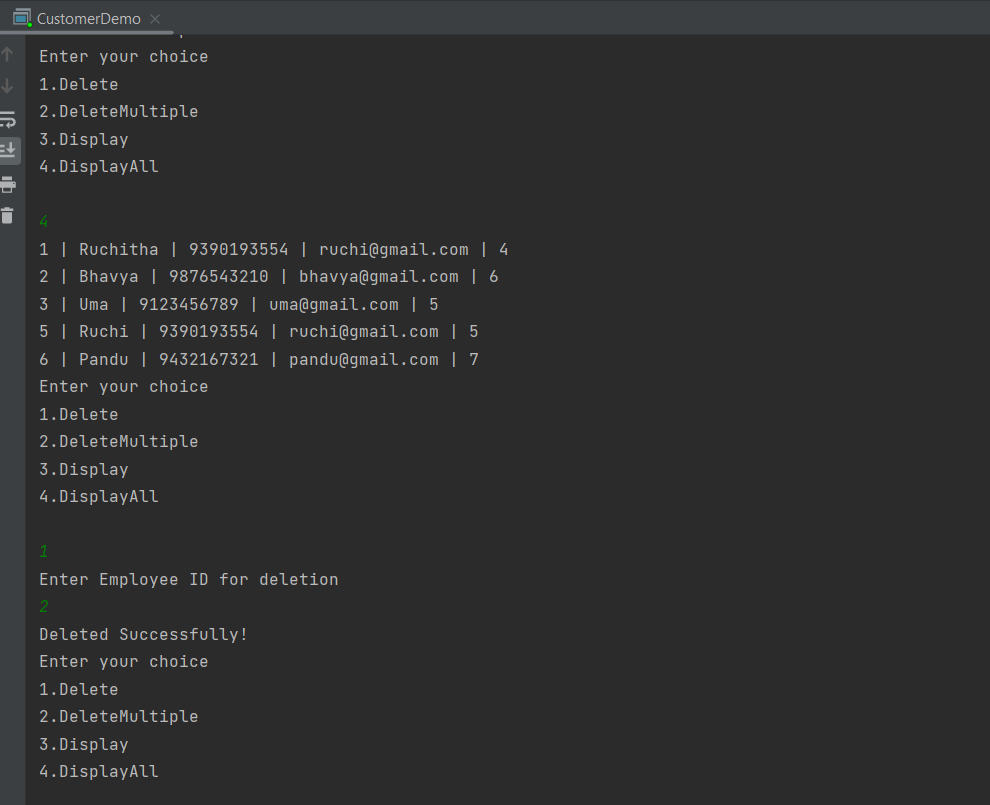 CustomerDemo
Enter your choice
1.Delete
2.DeleteMultiple
3.Display
4.DisplayAll
4
1 | Ruchitha | 9390193554 | ruchi@gmail.com | 4
2 | Bhavya | 9876543210 | bhavya@gmail.com | 6
3 | Uma | 9123456789 | uma@gmail.com | 5
5 | Ruchi | 9390193554 | ruchi@gmail.com | 5
6 | Pandu | 9432167321 | pandu@gmail.com | 7
Enter your choice
1.Delete
2.DeleteMultiple
3.Display
4.DisplayAll
1
Enter Employee ID for deletion
2
Deleted Successfully!
Enter your choice
1.Delete
2.DeleteMultiple
3.Display
4.DisplayAll